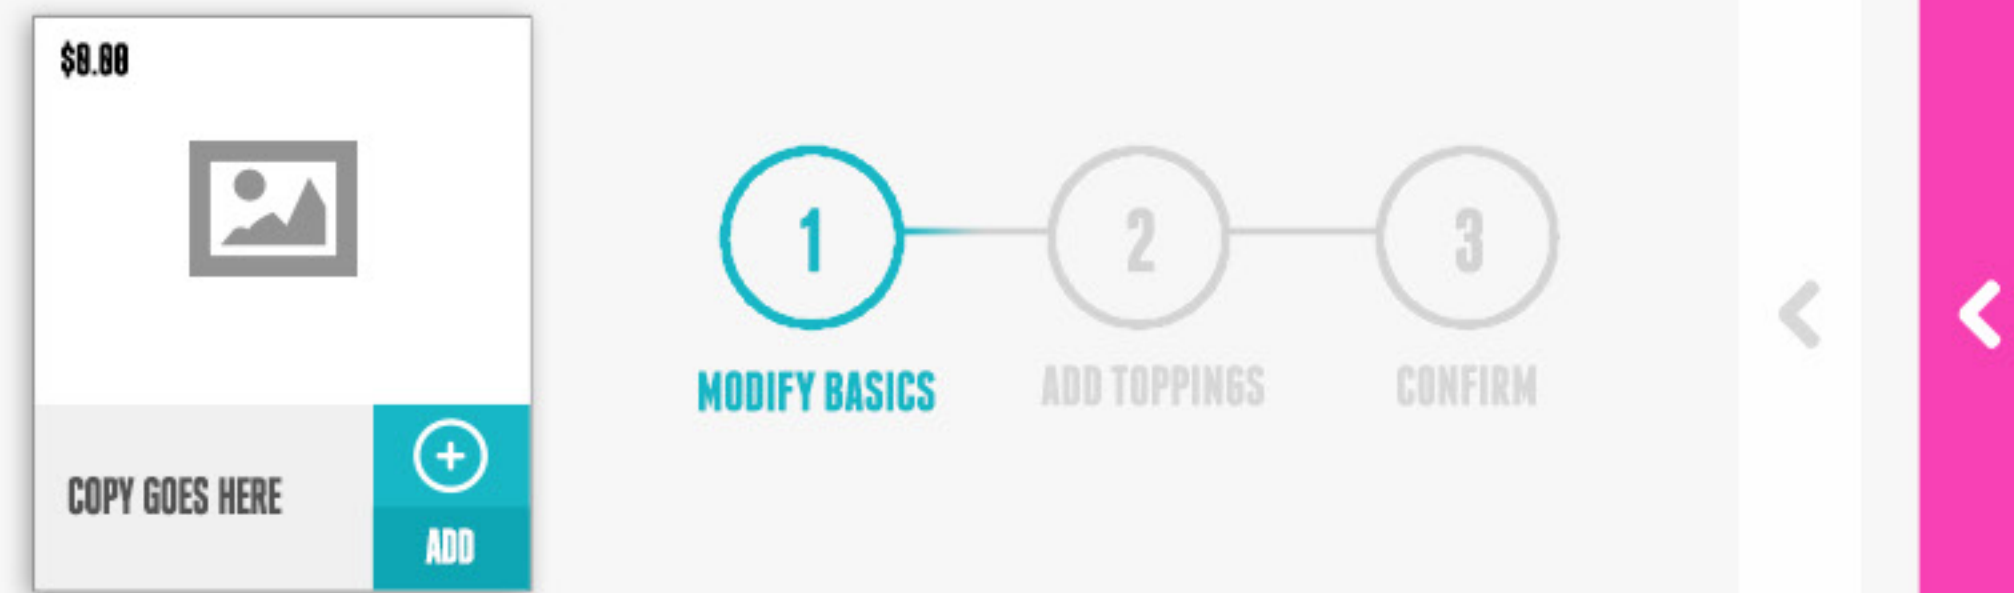 $0.00
COPY GOES HERE
ADD
1
2
3
MODIFY BASICS
ADD TOPPINGS
CONFIRM